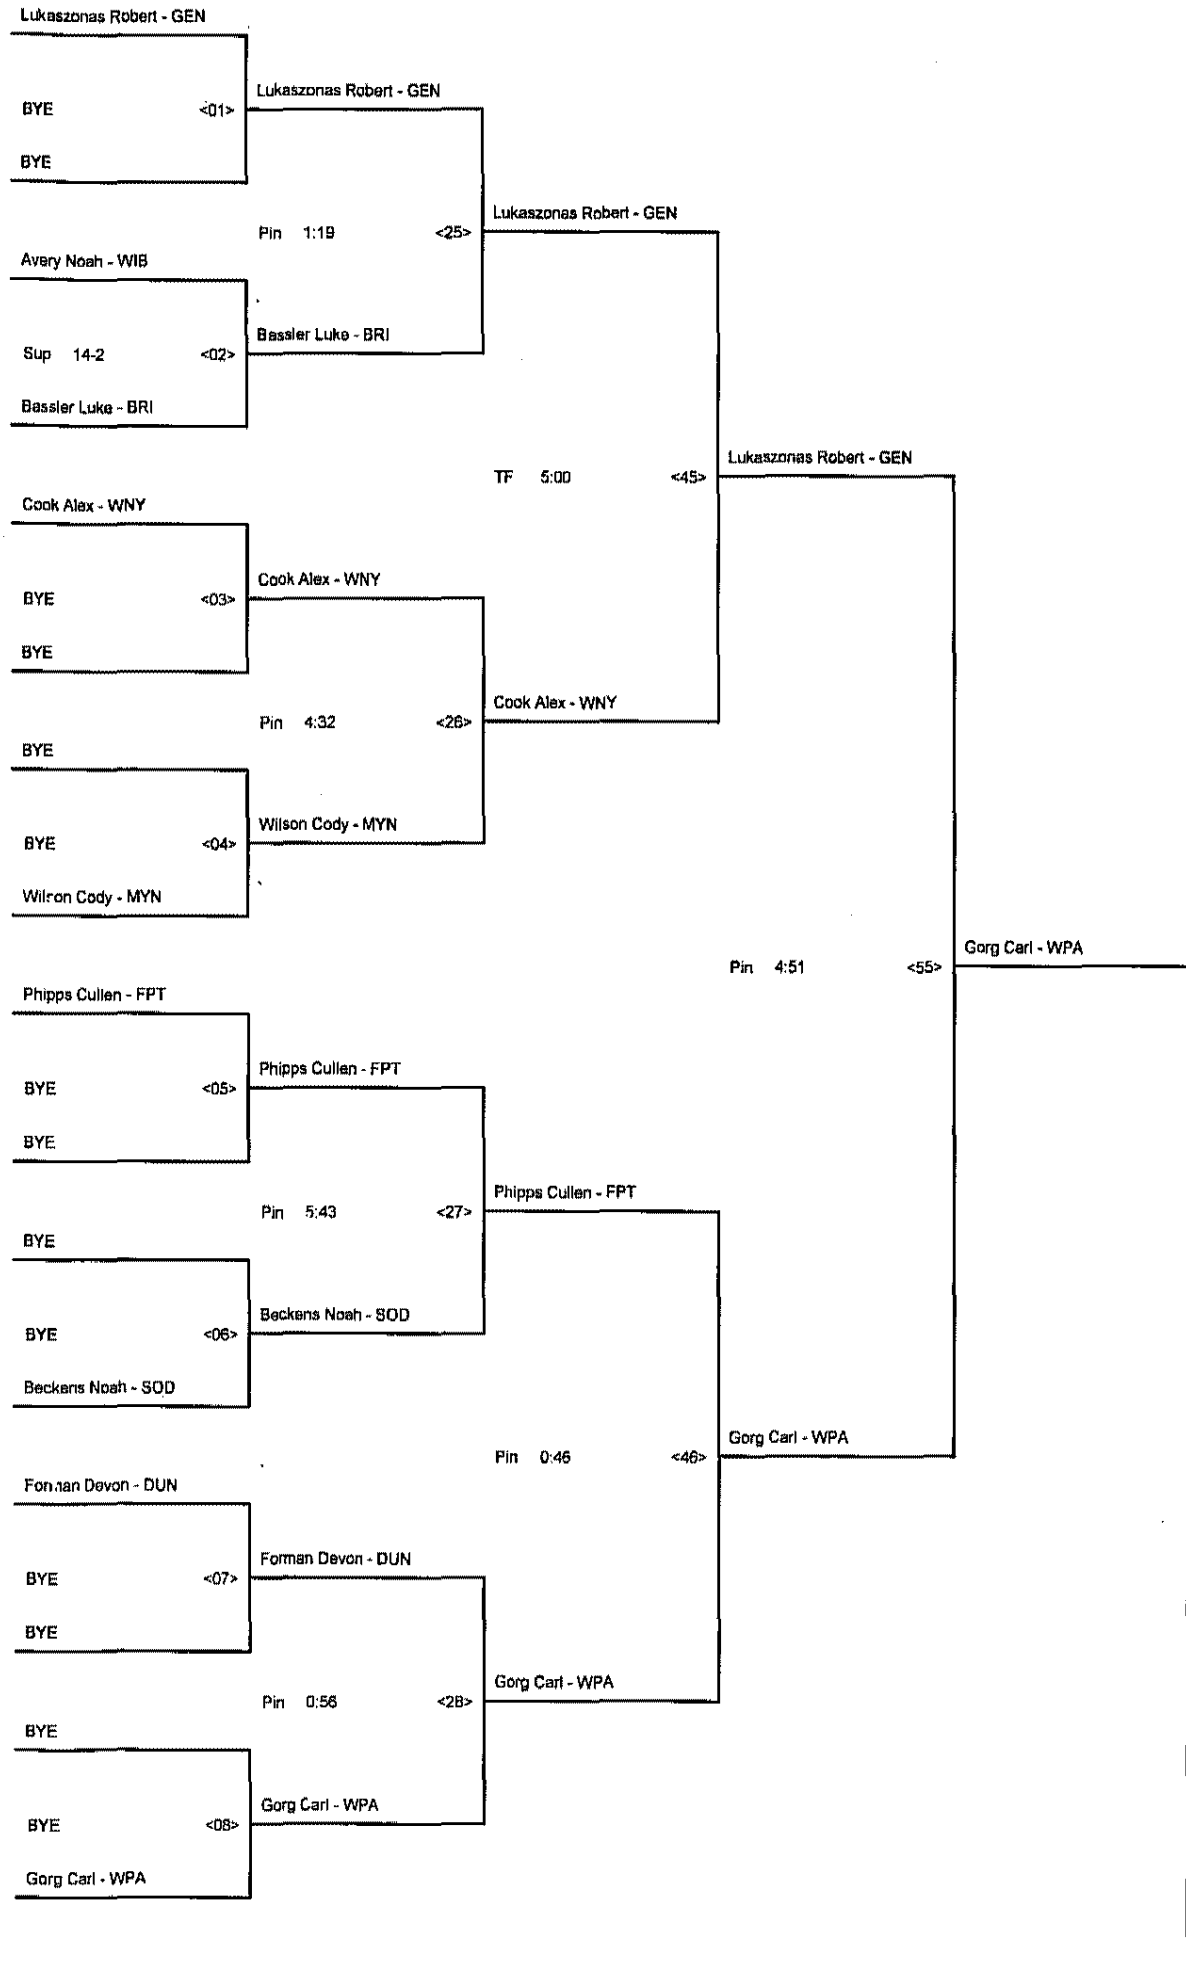 Lukaszonas Robert - GEN
Lukaszonas Robert - GEN
BYE <01>
BYE
Lukaszonas Robert - GEN
Pin 1:19 <25>
Avery Noah - WIB
Bassler Luke - BRI
Sup 14-2 <02>
Bassler Luke - BRI
Lukaszonas Robert - GEN
TF 5:00 <45>
Cook Alex - WNY
Cook Alex - WNY
BYE <03>
BYE
Cook Alex - WNY
Pin 4:32 <26>
BYE
Wilson Cody - MYN
BYE <04>
Wilson Cody - MYN
Gorg Carl - WPA
Pin 4:51 <55>
Phipps Cullen - FPT
Phipps Cullen - FPT
BYE <05>
BYE
Phipps Cullen - FPT
Pin 5:43 <27>
BYE
Beckens Noah - SOD
BYE <06>
Beckens Noah - SOD
Gorg Carl - WPA
Pin 0:46 <46>
Forman Devon - DUN
Forman Devon - DUN
BYE <07>
BYE
Gorg Carl - WPA
Pin 0:56 <28>
BYE
Gorg Carl - WPA
BYE <08>
Gorg Carl - WPA